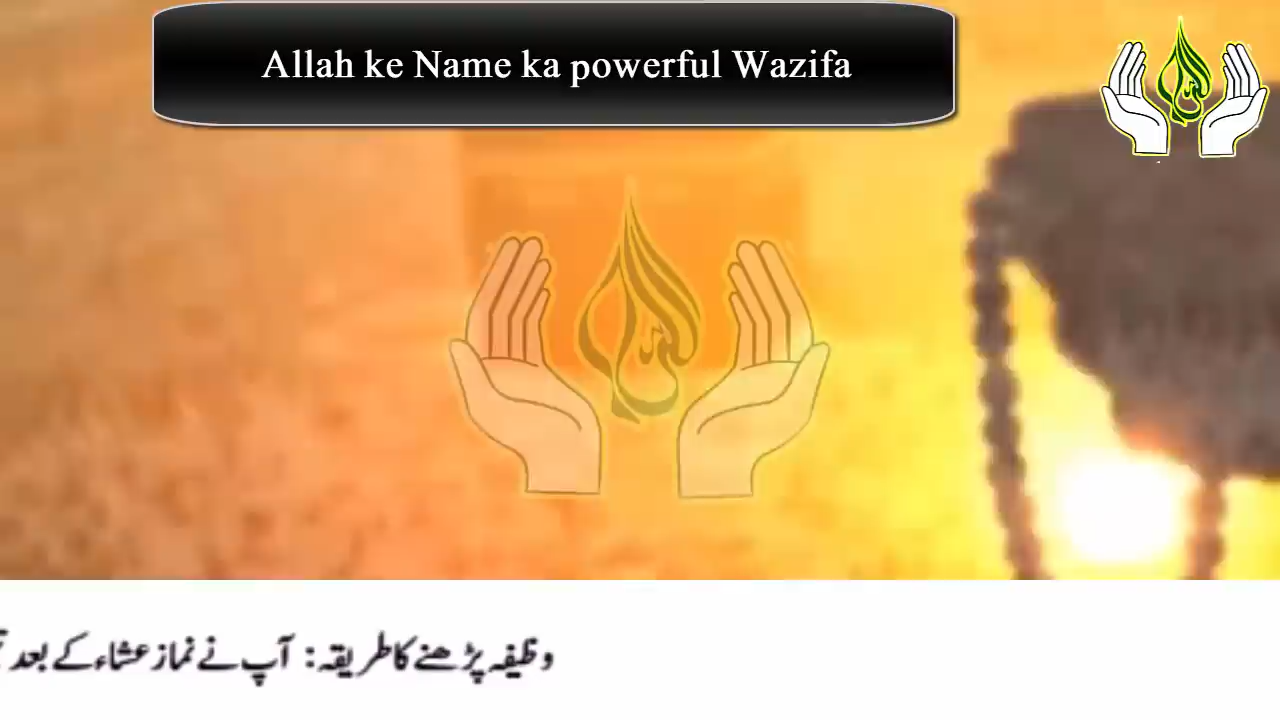 Allah ke Name ka powerful Wazifa
وظیفہ پڑھنے کا طریقہ: آپ نے نماز عشاء کے بعد